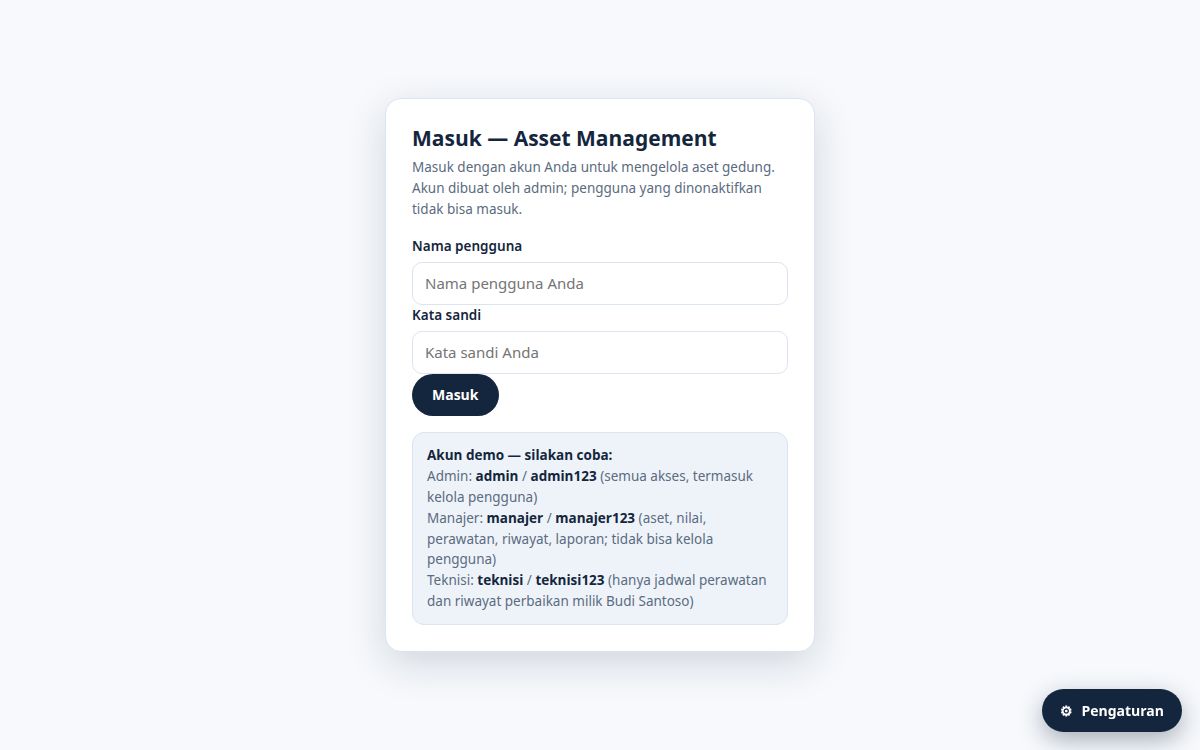 Masuk — Asset Management
Masuk dengan akun Anda untuk mengelola aset gedung.
Akun dibuat oleh admin; pengguna yang dinonaktifkan
tidak bisa masuk.
Nama pengguna
Nama pengguna Anda
Kata sandi
Kata sandi Anda
Masuk
Akun demo — silakan coba:
Admin: admin / admin123 (semua akses, termasuk
kelola pengguna)
Manajer: manajer / manajer123 (aset, nilai,
perawatan, riwayat, laporan; tidak bisa kelola
pengguna)
Teknisi: teknisi / teknisi123 (hanya jadwal perawatan
dan riwayat perbaikan milik Budi Santoso)
⚙ Pengaturan